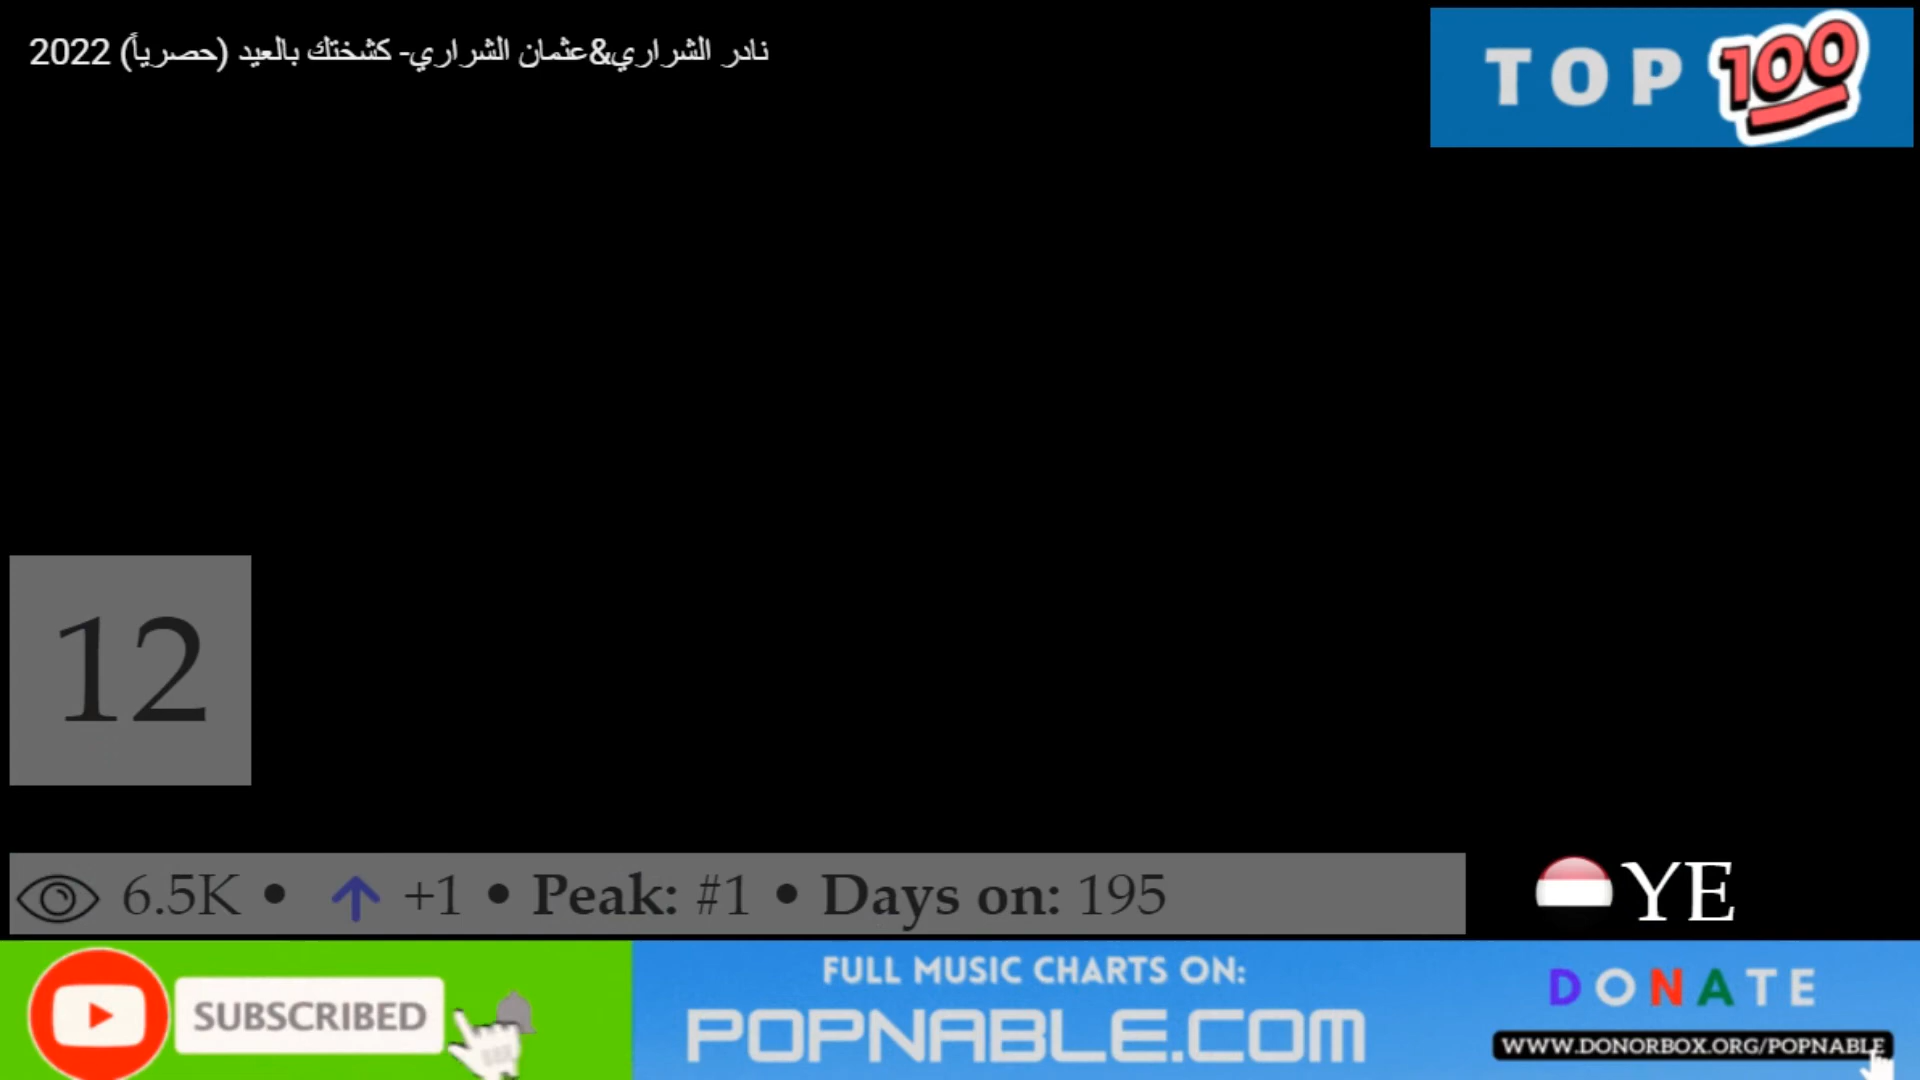 نادر الشراري&عثمان الشراري- كشختك بالعيد (حصرياً) 2022
TOP 100
12
6.5K • +1 • Peak: #1 • Days on: 195
YE
SUBSCRIBED
FULL MUSIC CHARTS ON:
POPNABLE.COM
DONATE
WWW.DONORBOX.ORG/POPNABLE